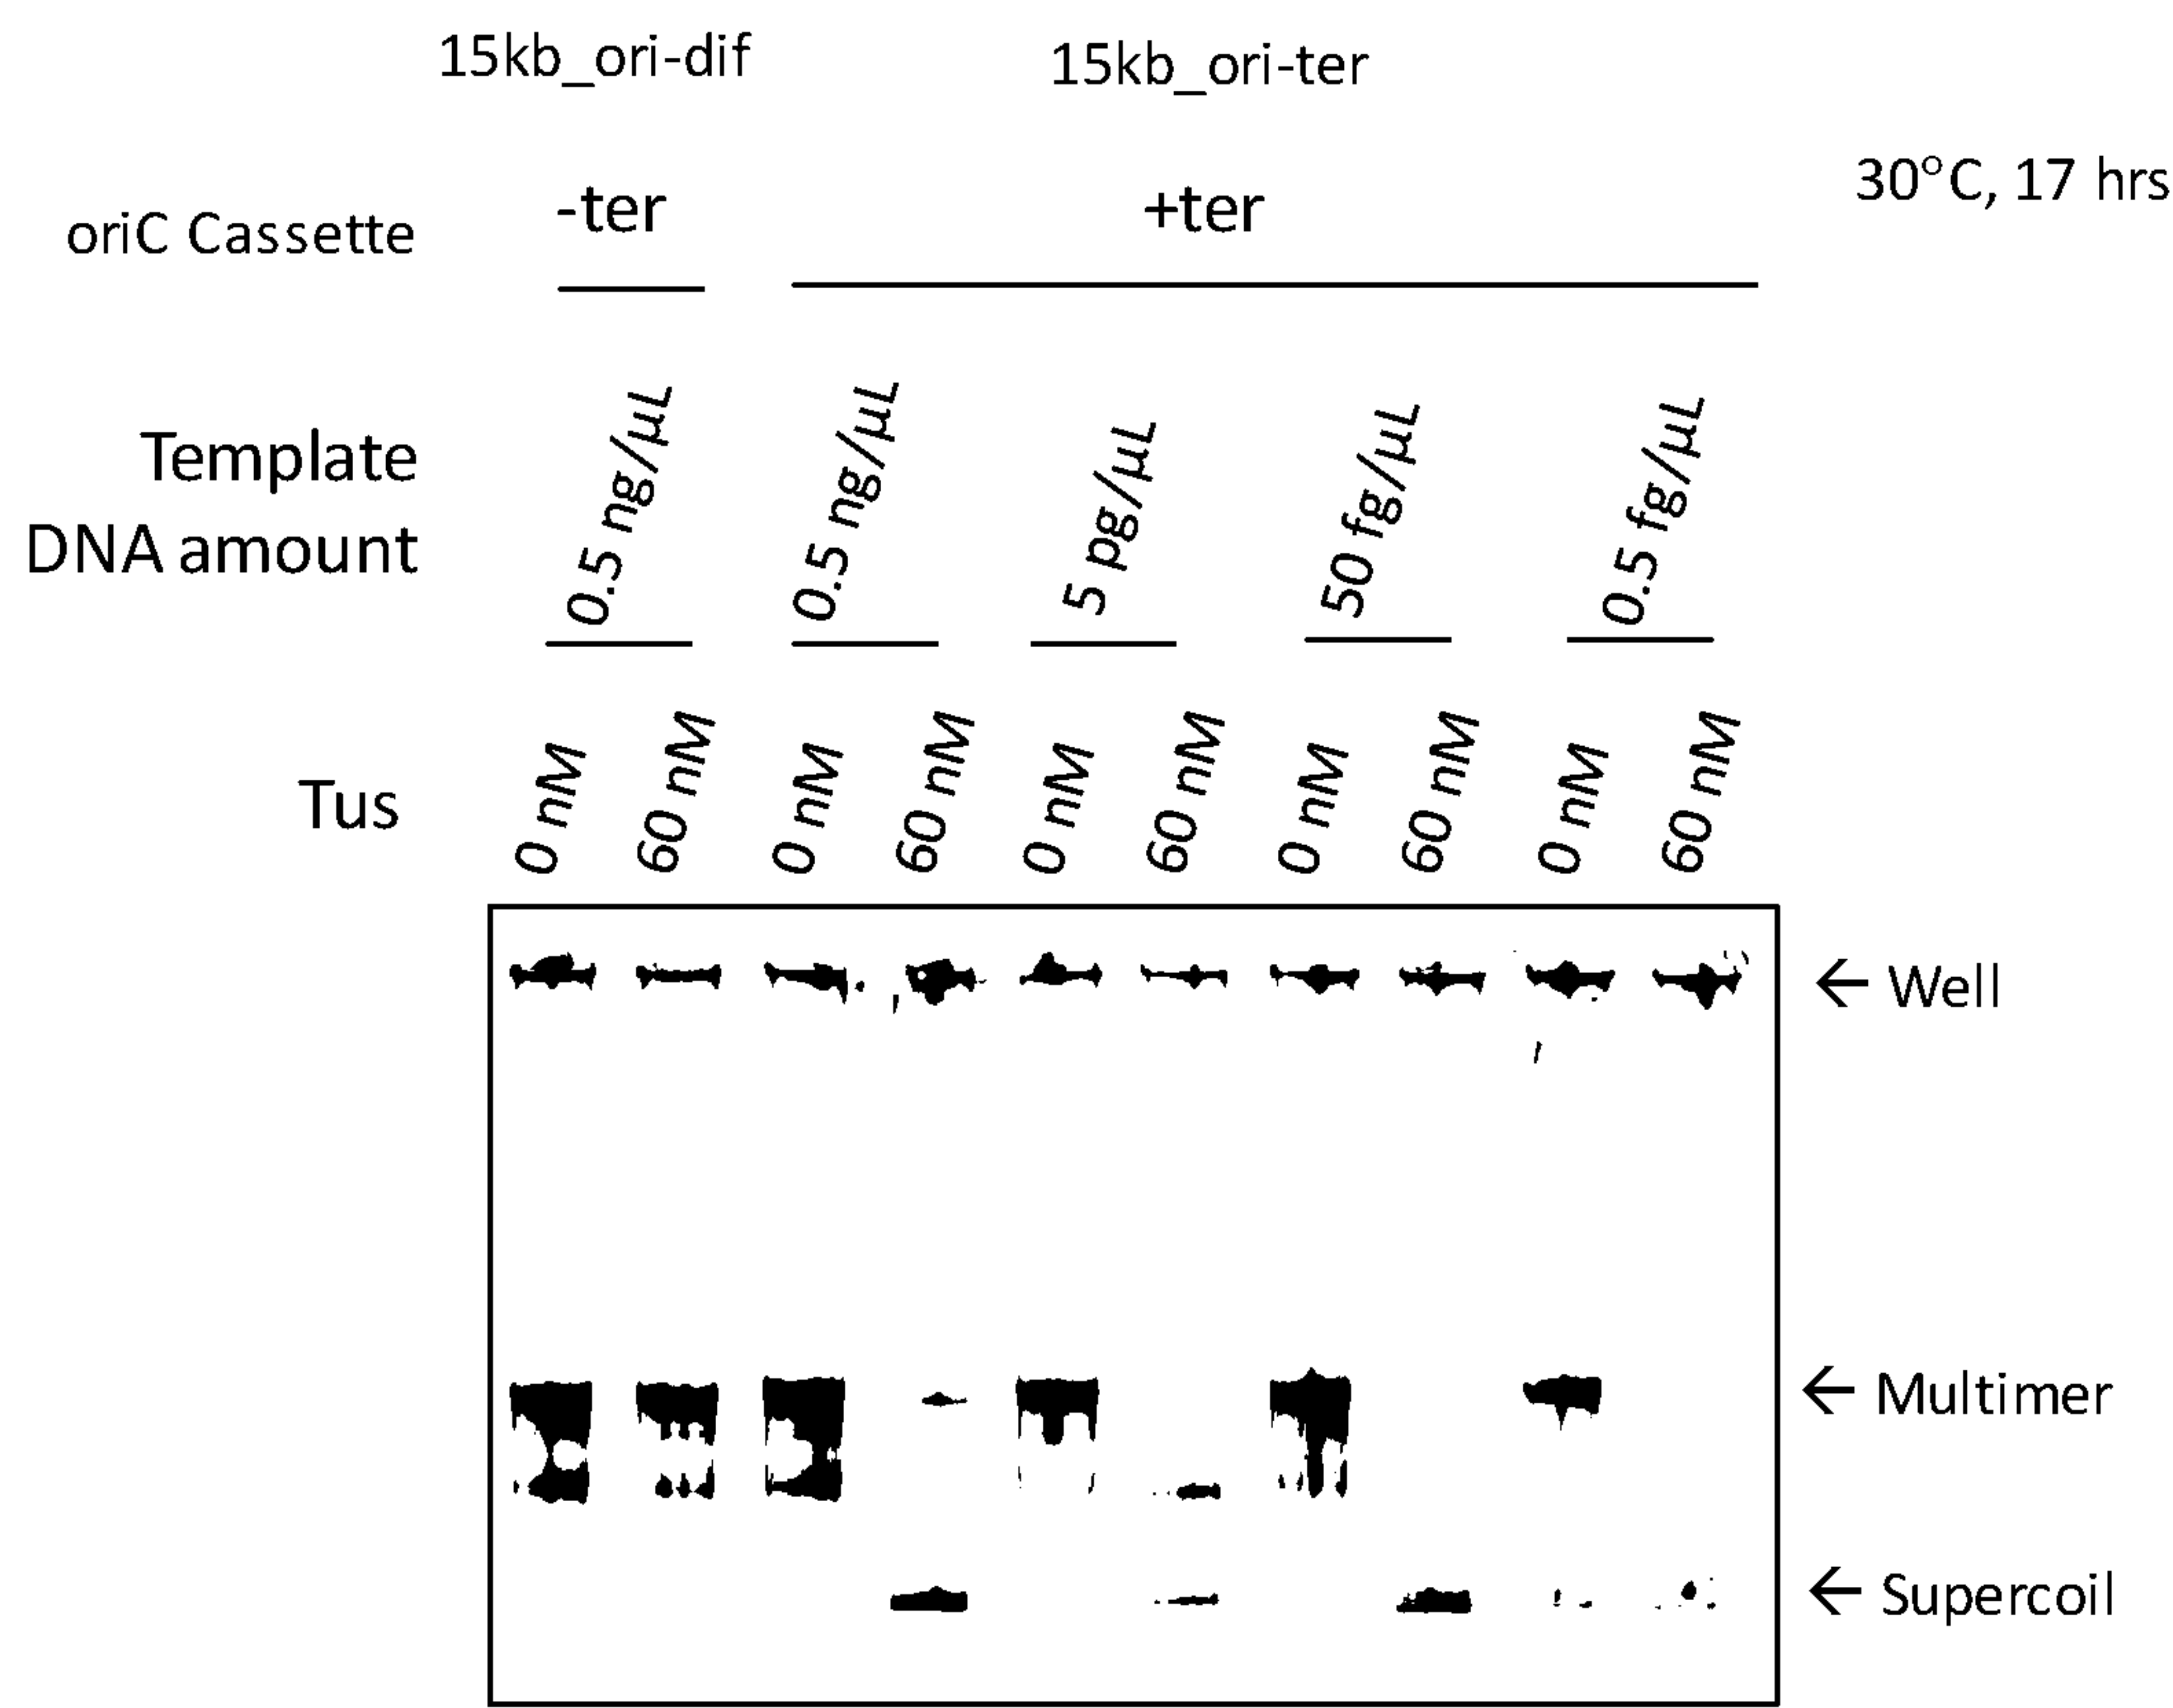 15kb_ori-dif
15kb_ori-ter
30°C, 17 hrs
oriC Cassette
-ter
+ter
Template
DNA amount
0.5 ng/µL
0.5 ng/µL
5 pg/µL
50 fg/µL
0.5 fg/µL
Tus
0 nM
60 nM
0 nM
60 nM
0 nM
60 nM
0 nM
60 nM
0 nM
60 nM
← Well
← Multimer
← Supercoil